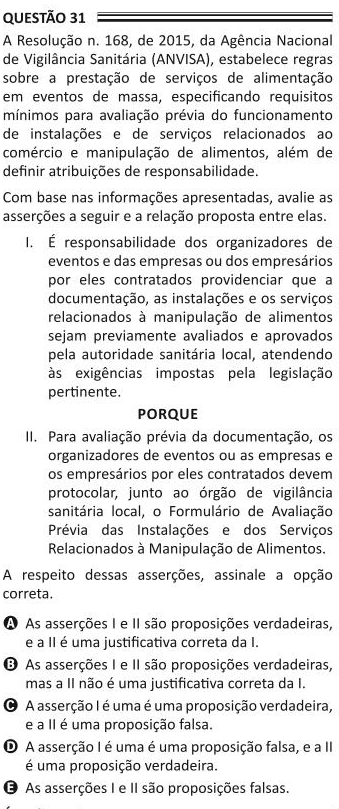 QUESTÃO 31
A Resolução n. 168, de 2015, da Agência Nacional
de Vigilância Sanitária (ANVISA), estabelece regras
sobre a prestação de serviços de alimentação
em eventos de massa, especificando requisitos
mínimos para avaliação prévia do funcionamento
de instalações e de serviços relacionados ao
comércio e manipulação de alimentos, além de
definir atribuições de responsabilidade.
Com base nas informações apresentadas, avalie as
asserções a seguir e a relação proposta entre elas.
I. É responsabilidade dos organizadores de
eventos e das empresas ou dos empresários
por eles contratados providenciar que a
documentação, as instalações e os serviços
relacionados à manipulação de alimentos
sejam previamente avaliados e aprovados
pela autoridade sanitária local, atendendo
às exigências impostas pela legislação
pertinente.
PORQUE
II. Para avaliação prévia da documentação, os
organizadores de eventos ou as empresas e
os empresários por eles contratados devem
protocolar, junto ao órgão de vigilância
sanitária local, o Formulário de Avaliação
Prévia das Instalações e dos Serviços
Relacionados à Manipulação de Alimentos.
A respeito dessas asserções, assinale a opção
correta.
A As asserções I e II são proposições verdadeiras,
e a II é uma justificativa correta da I.
B As asserções I e II são proposições verdadeiras,
mas a II não é uma justificativa correta da I.
C A asserção I é uma é uma proposição verdadeira,
e a II é uma proposição falsa.
D A asserção I é uma é uma proposição falsa, e a II
é uma proposição verdadeira.
E As asserções I e II são proposições falsas.